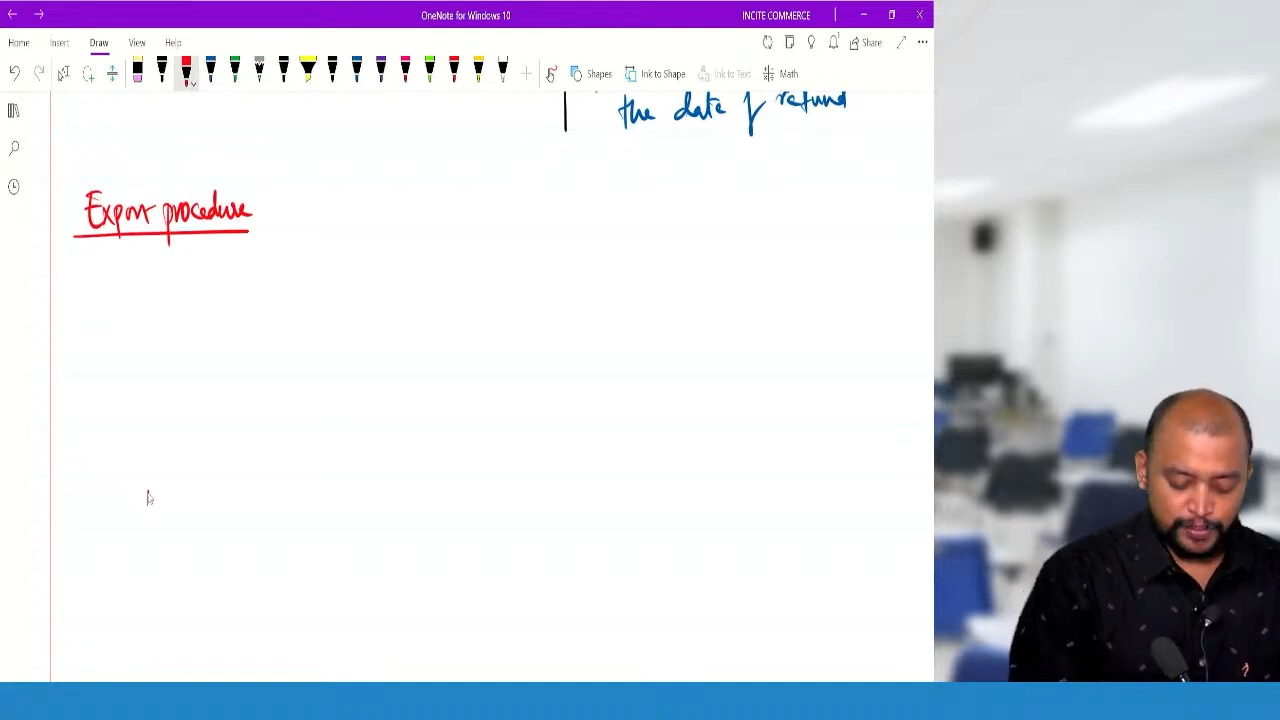 OneNote for Windows 10
INCITE COMMERCE
Home Insert Draw View Help
Share
Shapes Ink to Shape Ink to Text Math
the date of refund
Export procedure